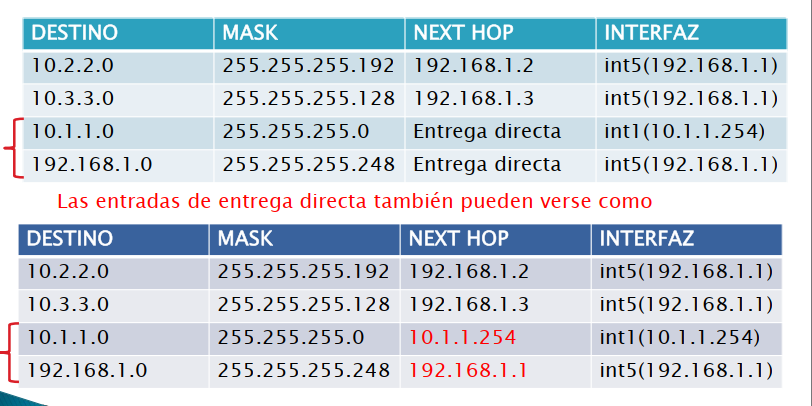 DESTINO MASK NEXT HOP INTERFAZ
10.2.2.0 255.255.255.192 192.168.1.2 int5(192.168.1.1)
10.3.3.0 255.255.255.128 192.168.1.3 int5(192.168.1.1)
10.1.1.0 255.255.255.0 Entrega directa int1(10.1.1.254)
192.168.1.0 255.255.255.248 Entrega directa int5(192.168.1.1)
Las entradas de entrega directa también pueden verse como
DESTINO MASK NEXT HOP INTERFAZ
10.2.2.0 255.255.255.192 192.168.1.2 int5(192.168.1.1)
10.3.3.0 255.255.255.128 192.168.1.3 int5(192.168.1.1)
10.1.1.0 255.255.255.0 10.1.1.254 int1(10.1.1.254)
192.168.1.0 255.255.255.248 192.168.1.1 int5(192.168.1.1)